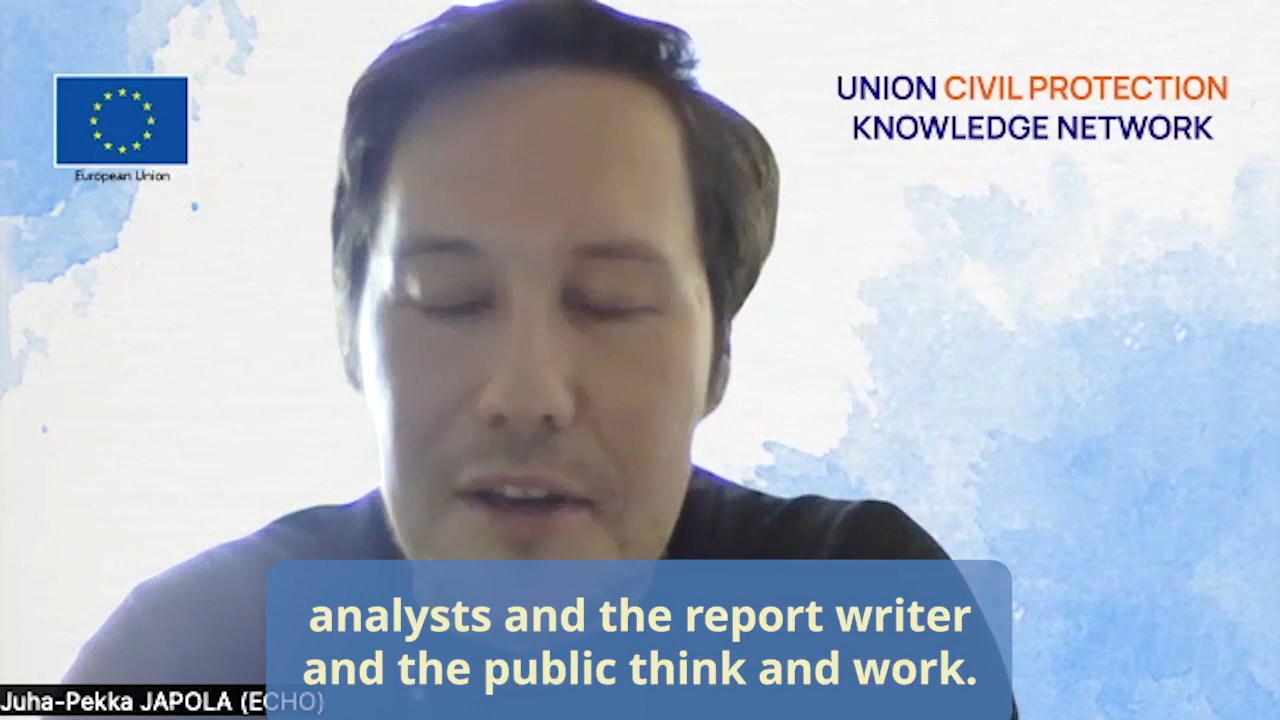 European Union
UNION CIVIL PROTECTION
KNOWLEDGE NETWORK
analysts and the report writer
and the public think and work.
Juha-Pekka JAPOLA (ECHO)